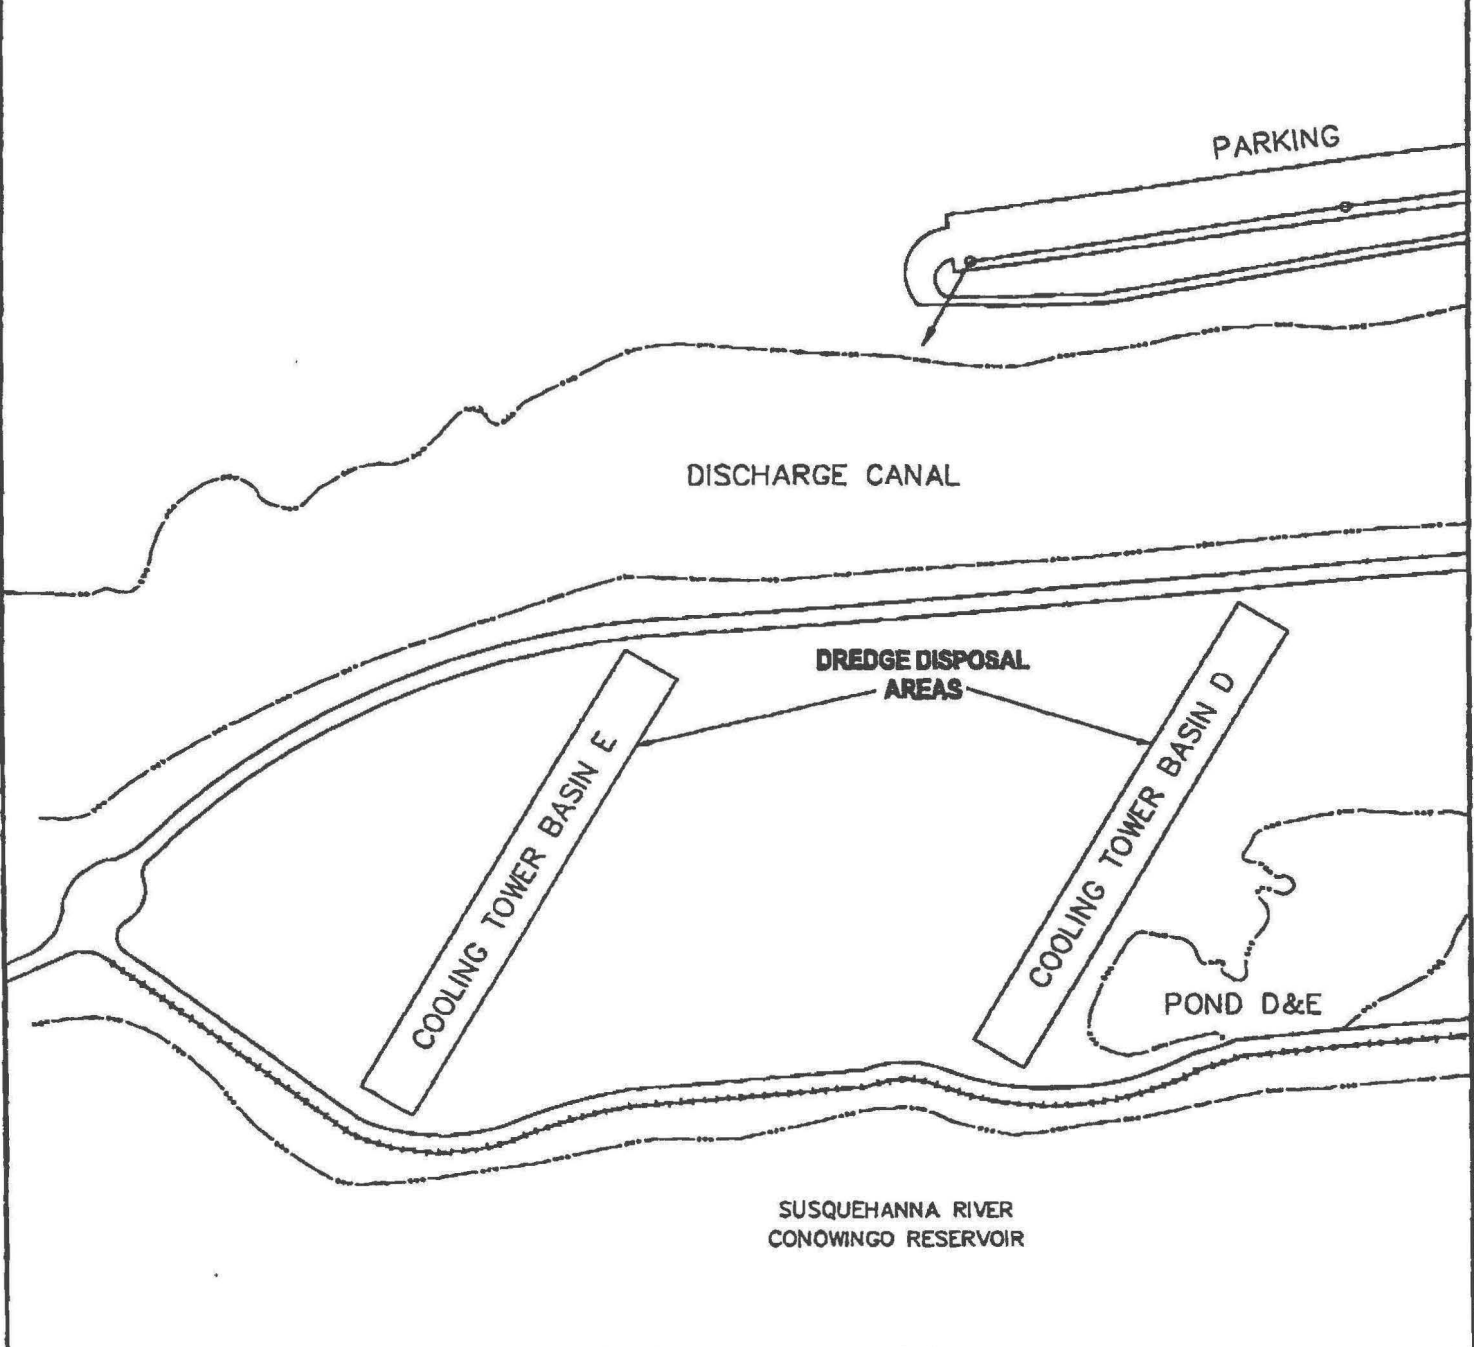 PARKING
DISCHARGE CANAL
DREDGE DISPOSAL
AREAS
COOLING TOWER BASIN E
COOLING TOWER BASIN D
POND D&E
SUSQUEHANNA RIVER
CONOWINGO RESERVOIR